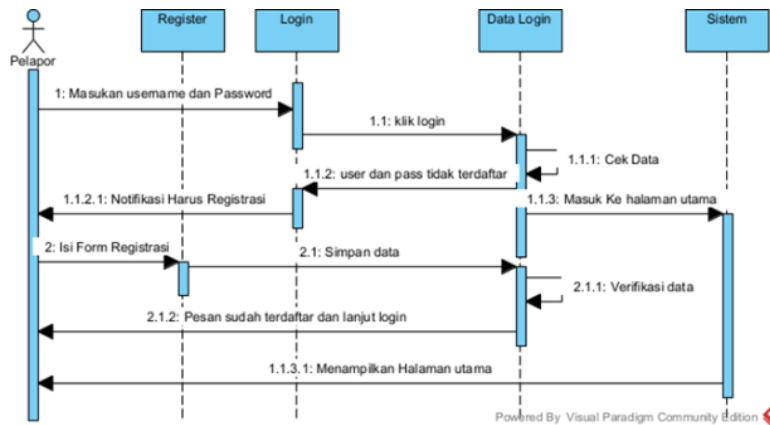 Register
Login
Data Login
Sistem
Pelapor
1: Masukan username dan Password
1.1: klik login
1.1.1: Cek Data
1.1.2: user dan pass tidak terdaftar
1.1.2.1: Notifikasi Harus Registrasi
1.1.3: Masuk Ke halaman utama
2: Isi Form Registrasi
2.1: Simpan data
2.1.1: Verifikasi data
2.1.2: Pesan sudah terdaftar dan lanjut login
1.1.3.1: Menampilkan Halaman utama
Powered By Visual Paradigm Community Edition